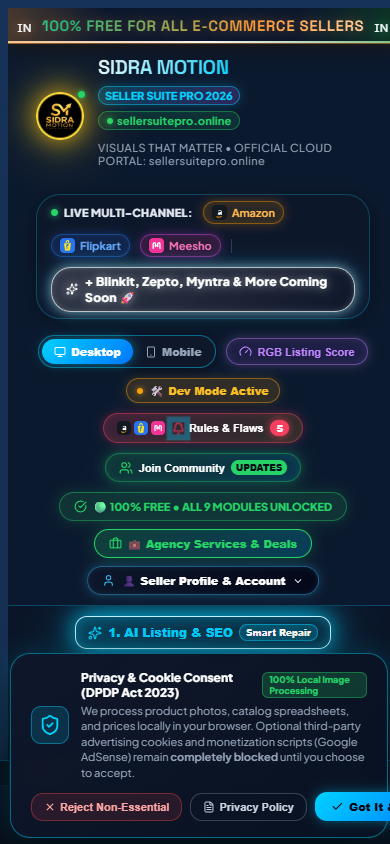 IN 100% FREE FOR ALL E-COMMERCE SELLERS IN
SIDRA MOTION
SELLER SUITE PRO 2026
sellersuitepro.online
SIDRA
MOTION
VISUALS THAT MATTER • OFFICIAL CLOUD
PORTAL: sellersuitepro.online
LIVE MULTI-CHANNEL: Amazon
Flipkart Meesho
+ Blinkit, Zepto, Myntra & More Coming
Soon 🚀
Desktop Mobile RGB Listing Score
🛠️ Dev Mode Active
Rules & Flaws 5
Join Community UPDATES
100% FREE • ALL 9 MODULES UNLOCKED
💼 Agency Services & Deals
👤 Seller Profile & Account
1. AI Listing & SEO Smart Repair
Privacy & Cookie Consent
(DPDP Act 2023)
100% Local Image
Processing
We process product photos, catalog spreadsheets,
and prices locally in your browser. Optional third-party
advertising cookies and monetization scripts (Google
AdSense) remain completely blocked until you choose
to accept.
Reject Non-Essential Privacy Policy Got It &